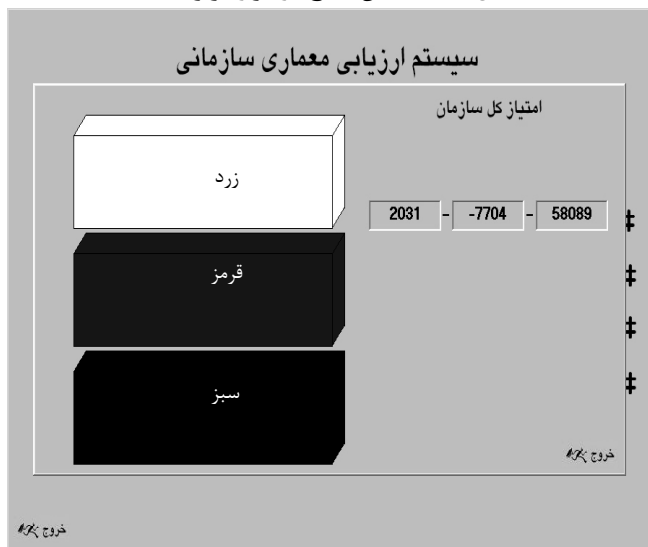 سیستم ارزیابی معماری سازمانی
امتیاز کل سازمان
زرد
2031 - -7704 - 58089
قرمز
سبز
خروج
خروج